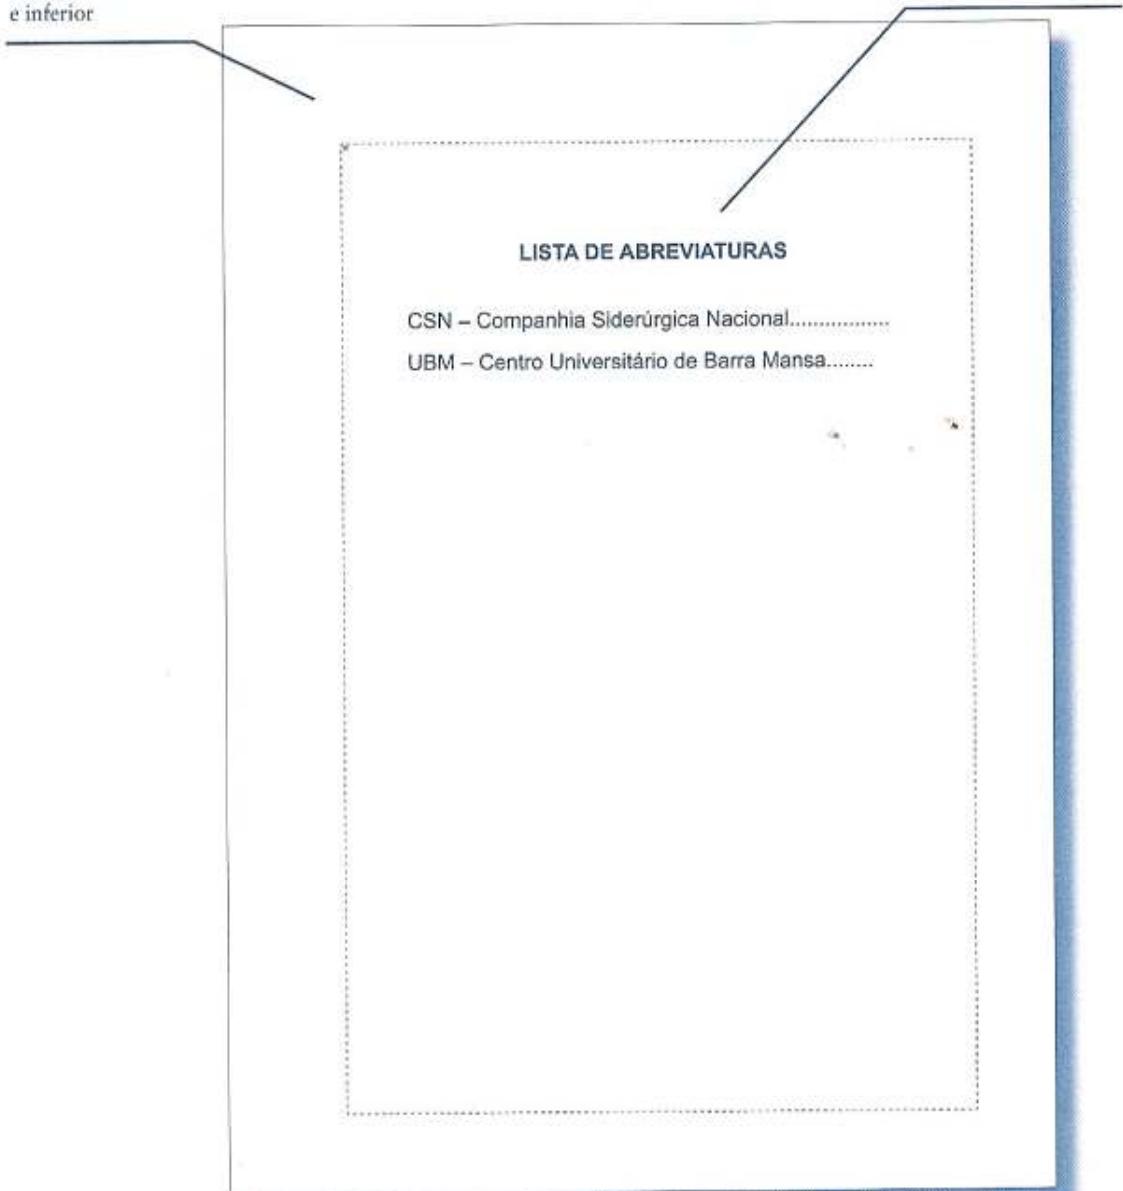 e inferior
LISTA DE ABREVIATURAS
CSN – Companhia Siderúrgica Nacional.................
UBM – Centro Universitário de Barra Mansa........